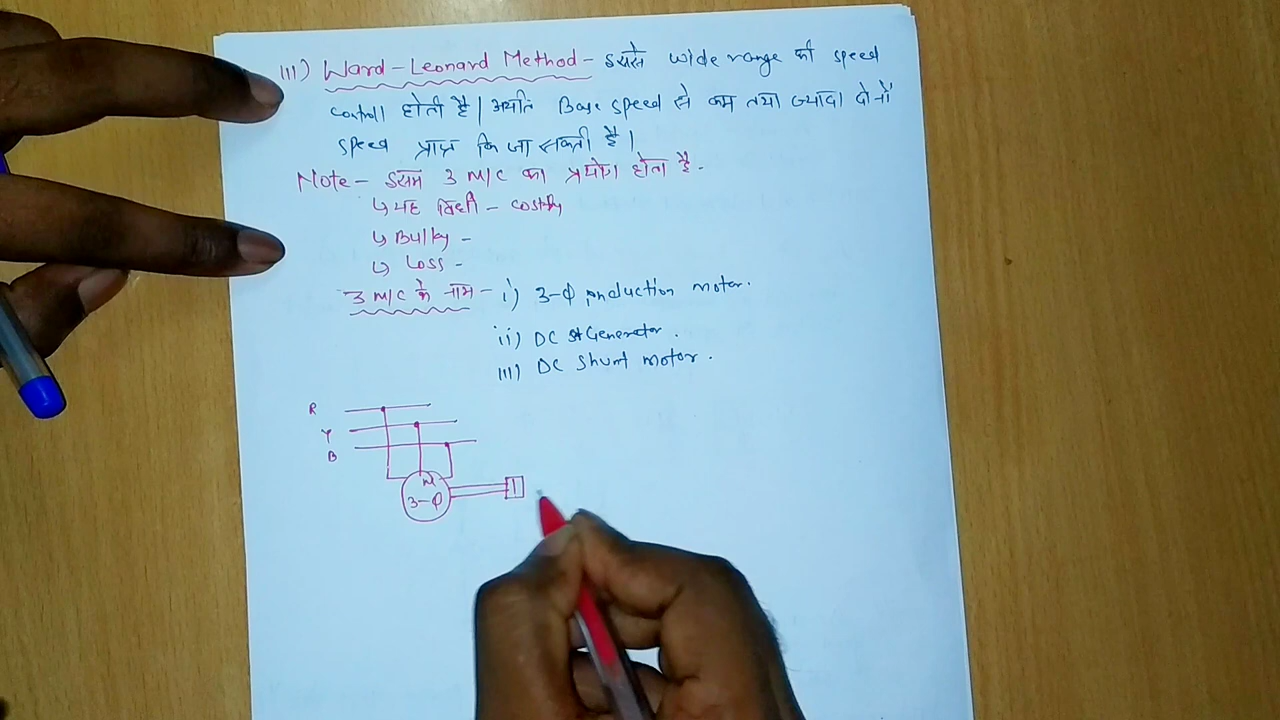 III) Ward-Leonard Method - इससे wide range की speed
control होती है। अर्थात Base speed से कम तथा ज्यादा दोनों
speed प्राप्त कि जा सकती है।
Note - इसमे 3 M/C का प्रयोग होता है -
↳ यह विधी - costly
↳ Bulky -
↳ Loss -
3 M/C के नाम - i) 3-Φ Induction motor.
ii) DC Generator.
III) DC Shunt motor.
R
Y
B
M
3-Φ